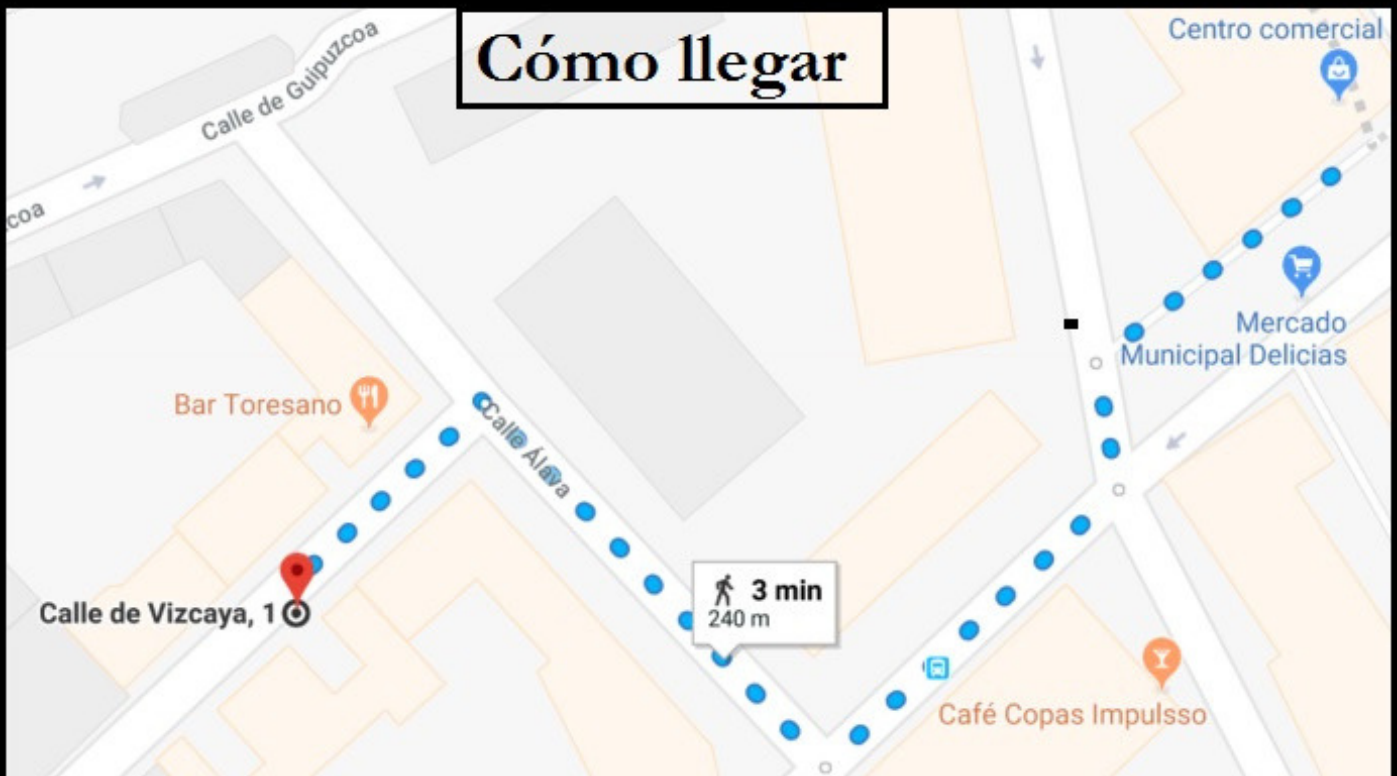 Cómo llegar
Centro comercial
Calle de Guipuzcoa
zcoa
Mercado
Municipal Delicias
Bar Toresano
Calle Álava
3 min
240 m
Calle de Vizcaya, 1
Café Copas Impulsso